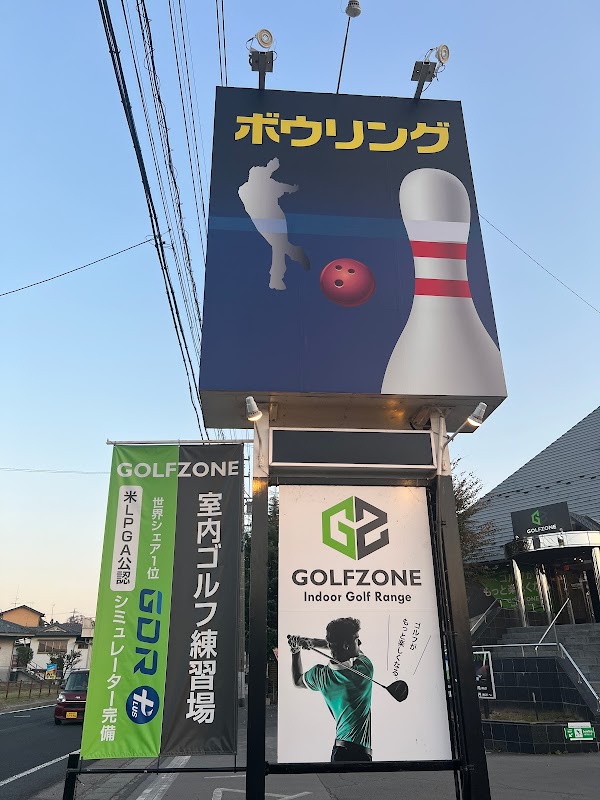 ボウリング
GOLFZONE
米LPGA公認
世界シェア1位
GDR PLUS
シミュレーター完備
室内ゴルフ練習場
GOLFZONE
Indoor Golf Range
ゴルフが
もっと楽しくなる
GOLFZONE